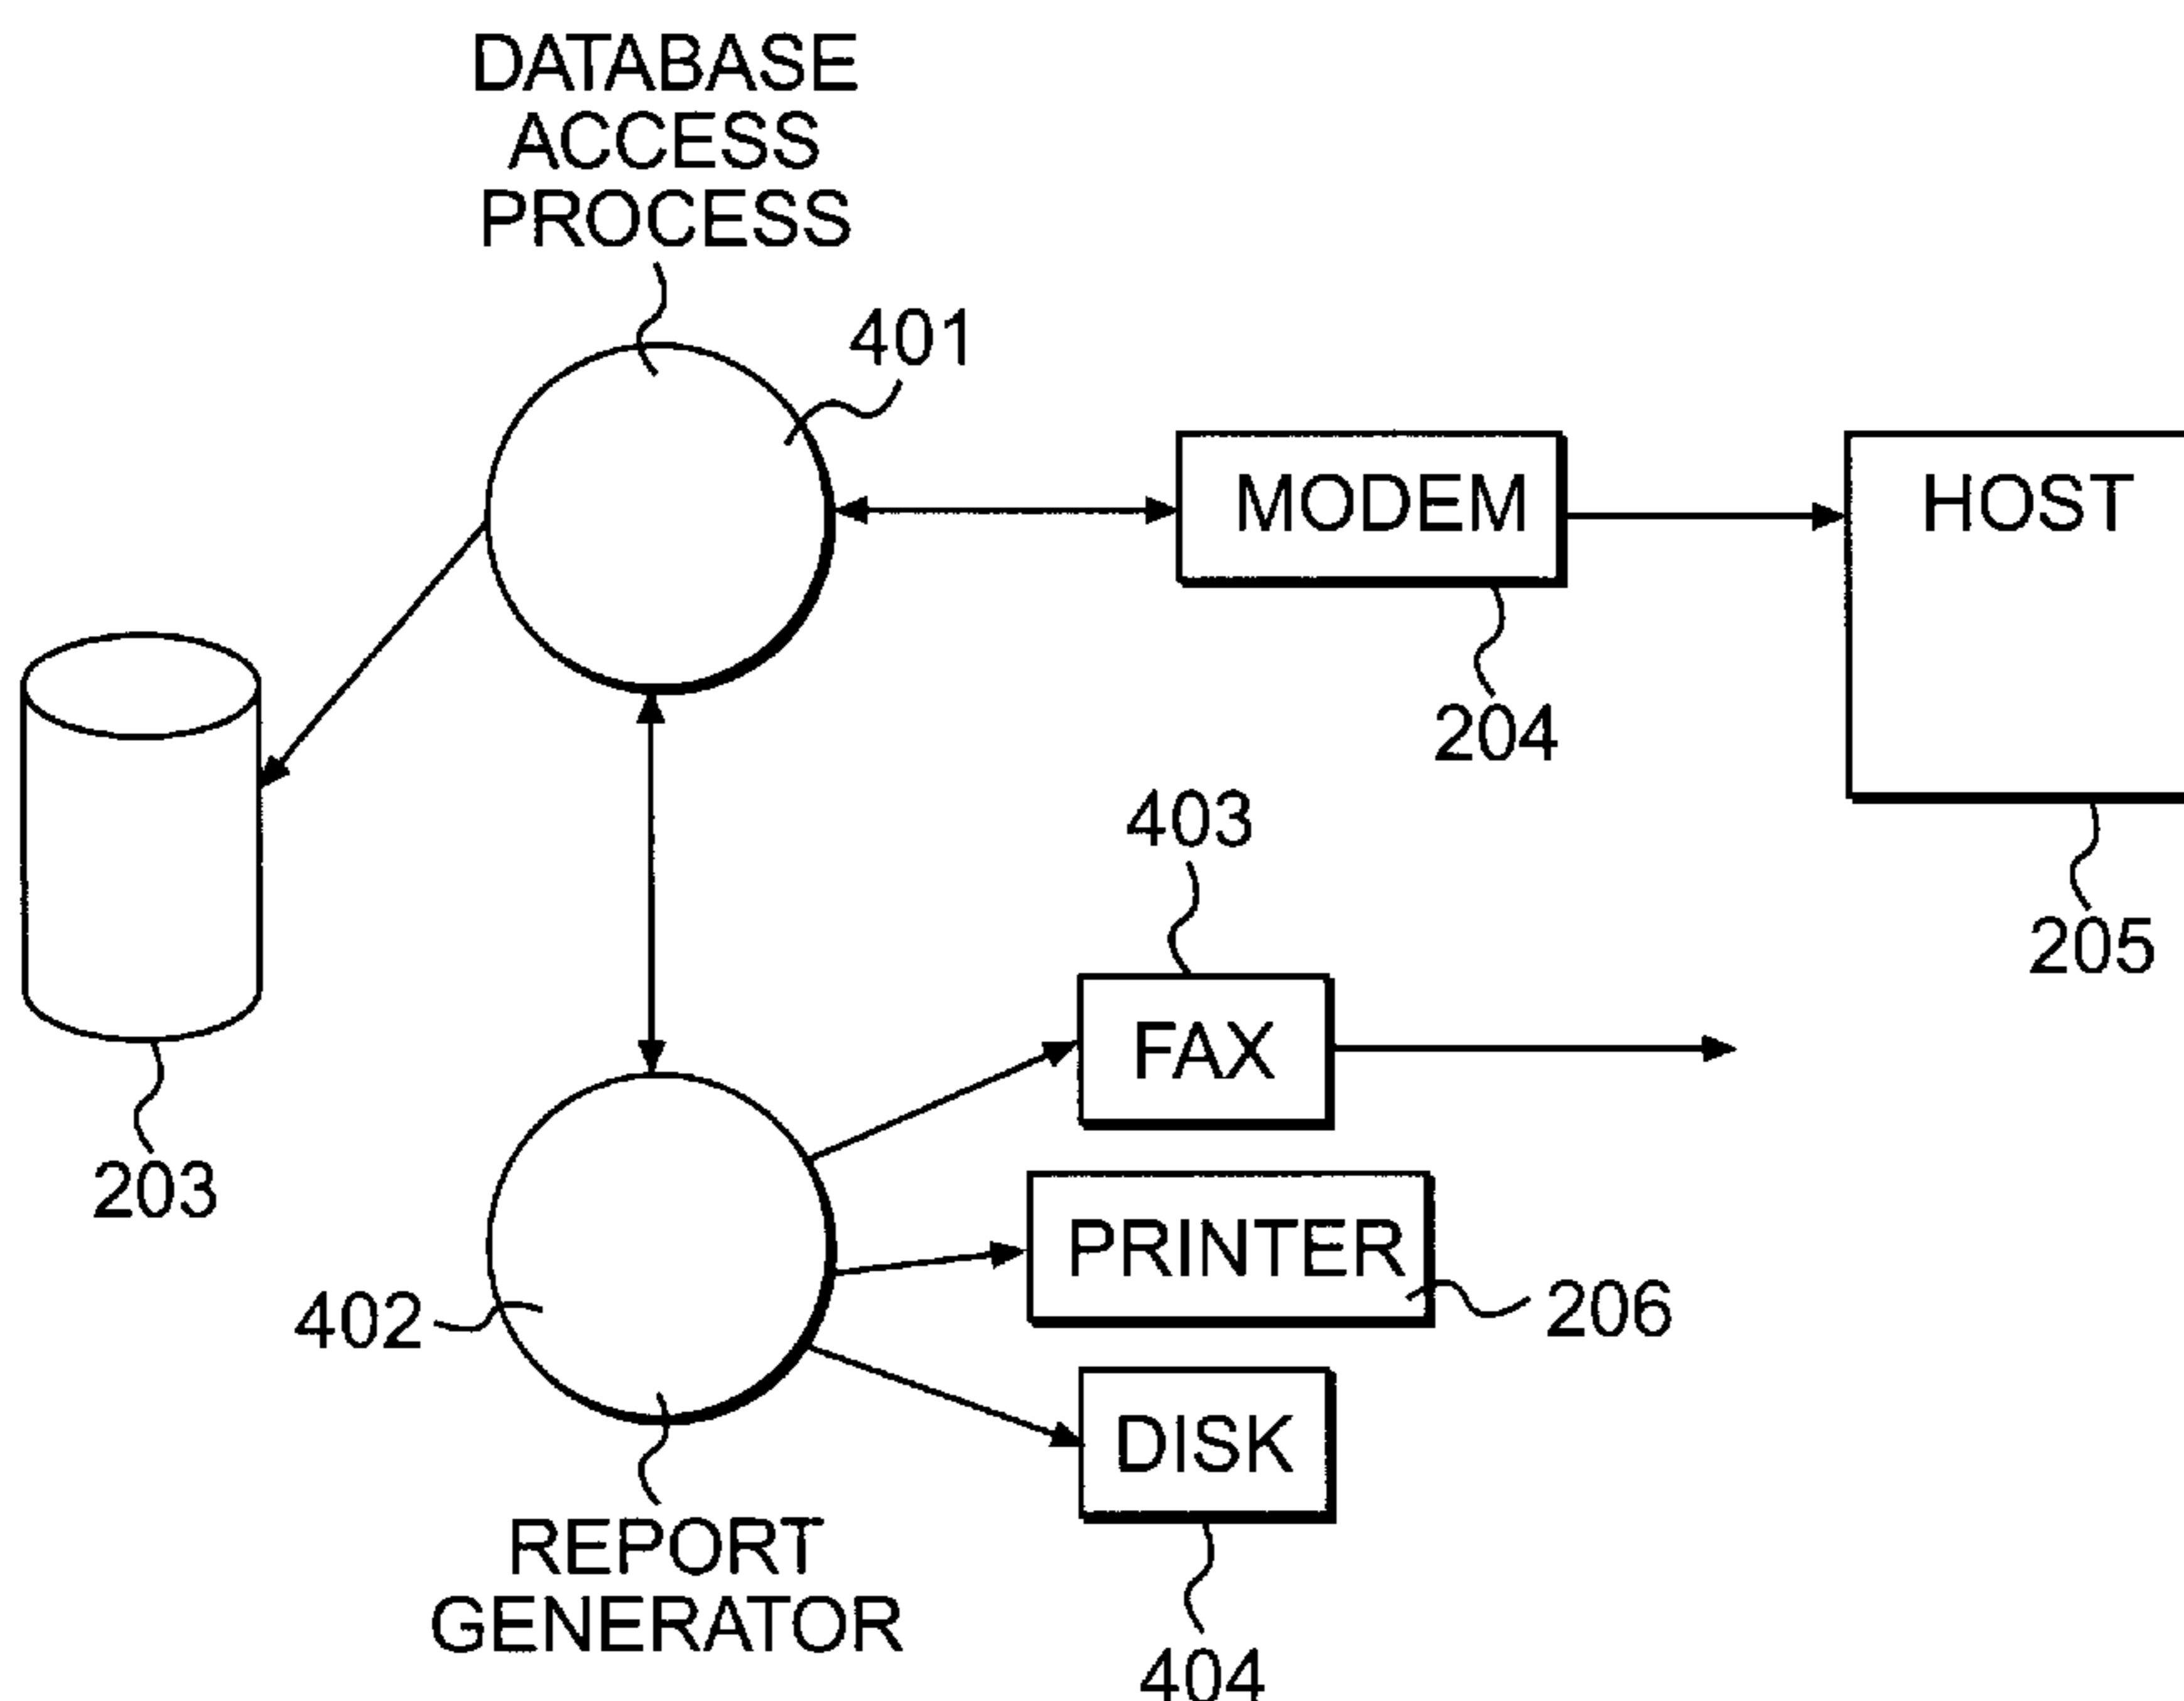 DATABASE
ACCESS
PROCESS
401
MODEM
HOST
204
403
205
FAX
203
PRINTER
402
206
DISK
REPORT
GENERATOR
404